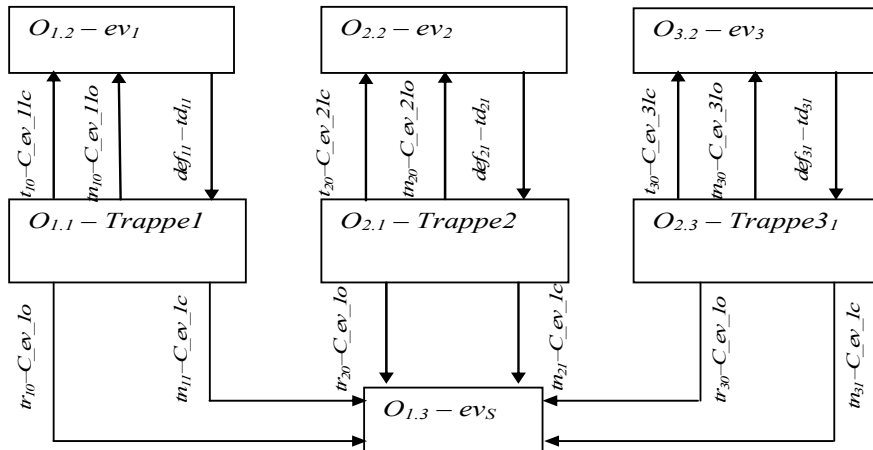 O1.2 – ev1
O2.2 – ev2
O3.2 – ev3
t10–C_ev_11c
tn10–C_ev_11o
def11–td11
t20–C_ev_21c
tn20–C_ev_21o
def21–td21
t30–C_ev_31c
tn30–C_ev_31o
def31–td31
O1.1 – Trappe1
O2.1 – Trappe2
O2.3 – Trappe31
tr10–C_ev_1o
tn11–C_ev_1c
tr20–C_ev_1o
tn21–C_ev_1c
tr30–C_ev_1o
tn31–C_ev_1c
O1.3 – evS